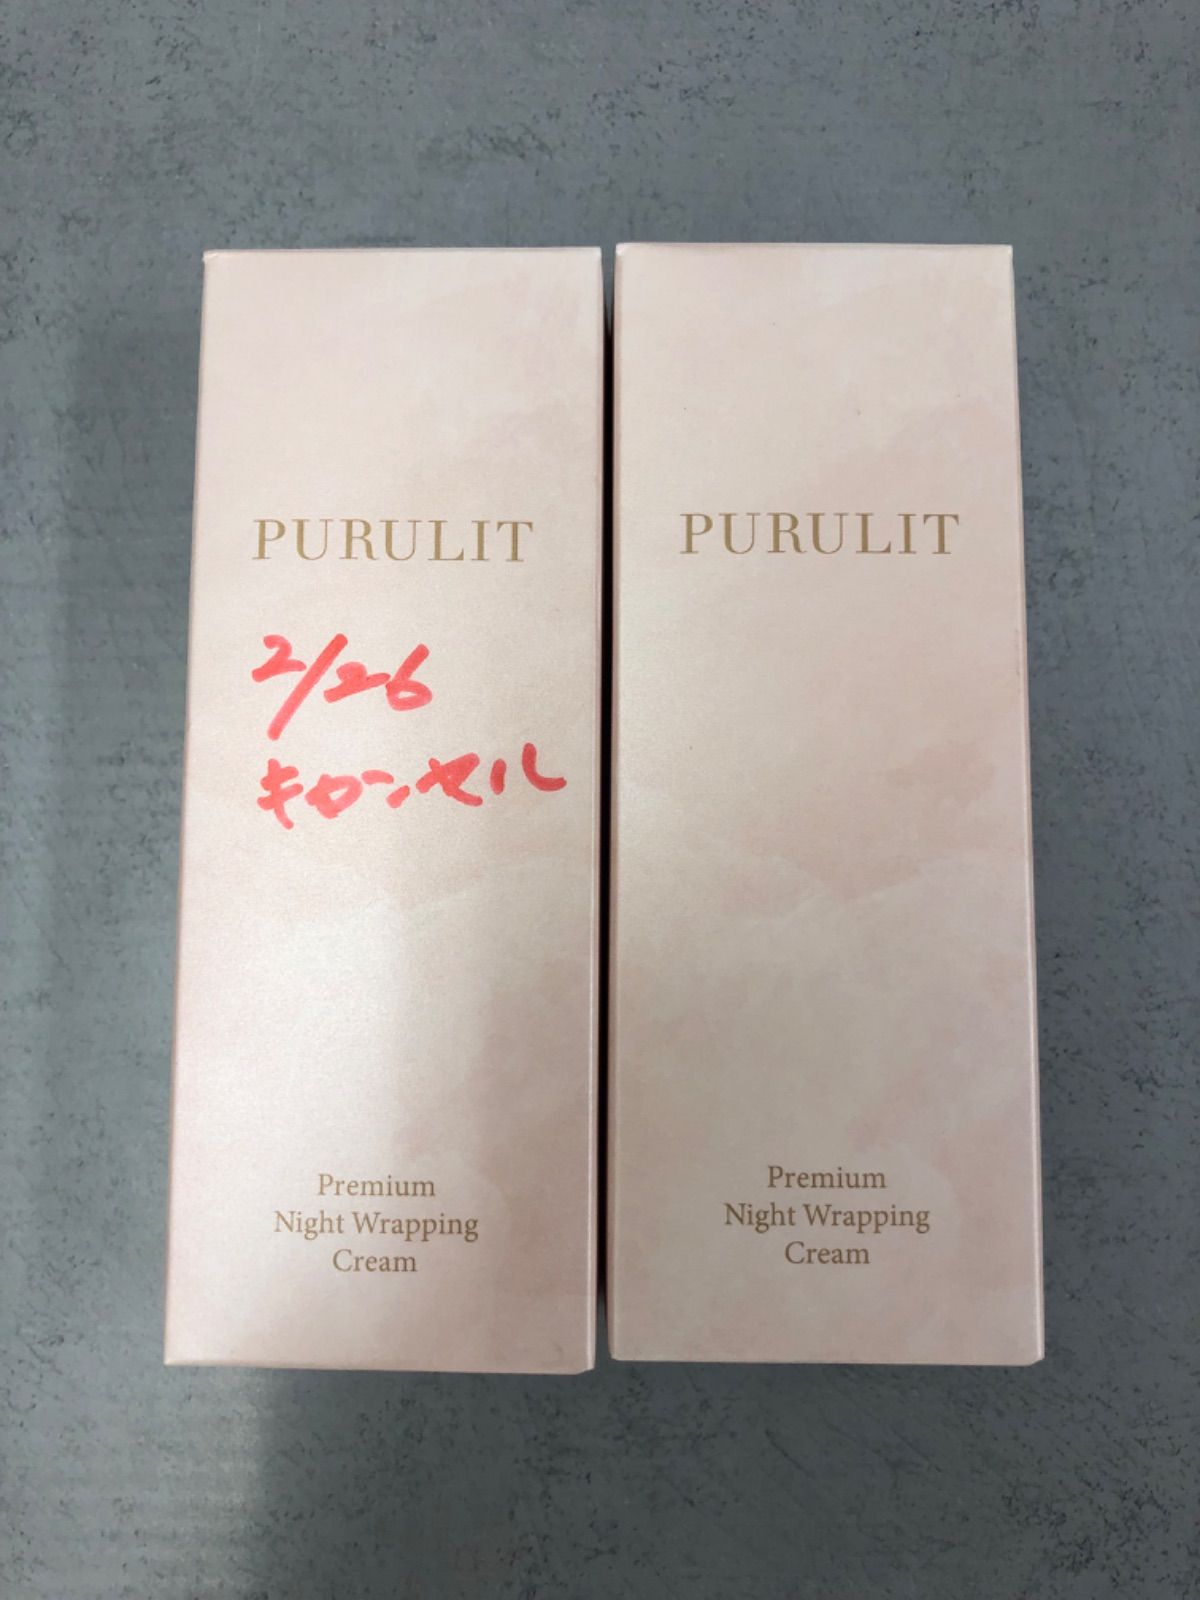 PURULIT
2/26
キャンセル
Premium
Night Wrapping
Cream
PURULIT
Premium
Night Wrapping
Cream